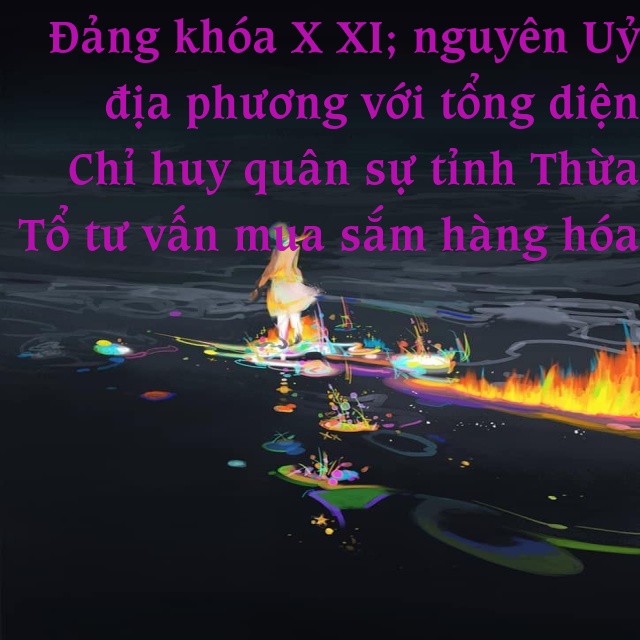 Đảng khóa X XI; nguyên Uỷ
địa phương với tổng diện
Chỉ huy quân sự tỉnh Thừa
Tổ tư vấn mua sắm hàng hóa